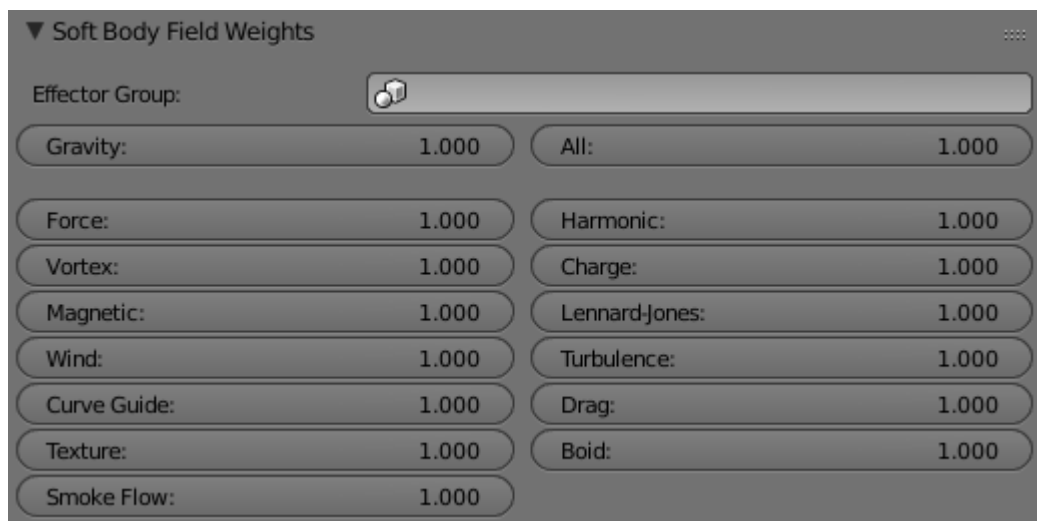 Soft Body Field Weights
Effector Group:
Gravity: 1.000 All: 1.000
Force: 1.000 Harmonic: 1.000
Vortex: 1.000 Charge: 1.000
Magnetic: 1.000 Lennard-Jones: 1.000
Wind: 1.000 Turbulence: 1.000
Curve Guide: 1.000 Drag: 1.000
Texture: 1.000 Boid: 1.000
Smoke Flow: 1.000